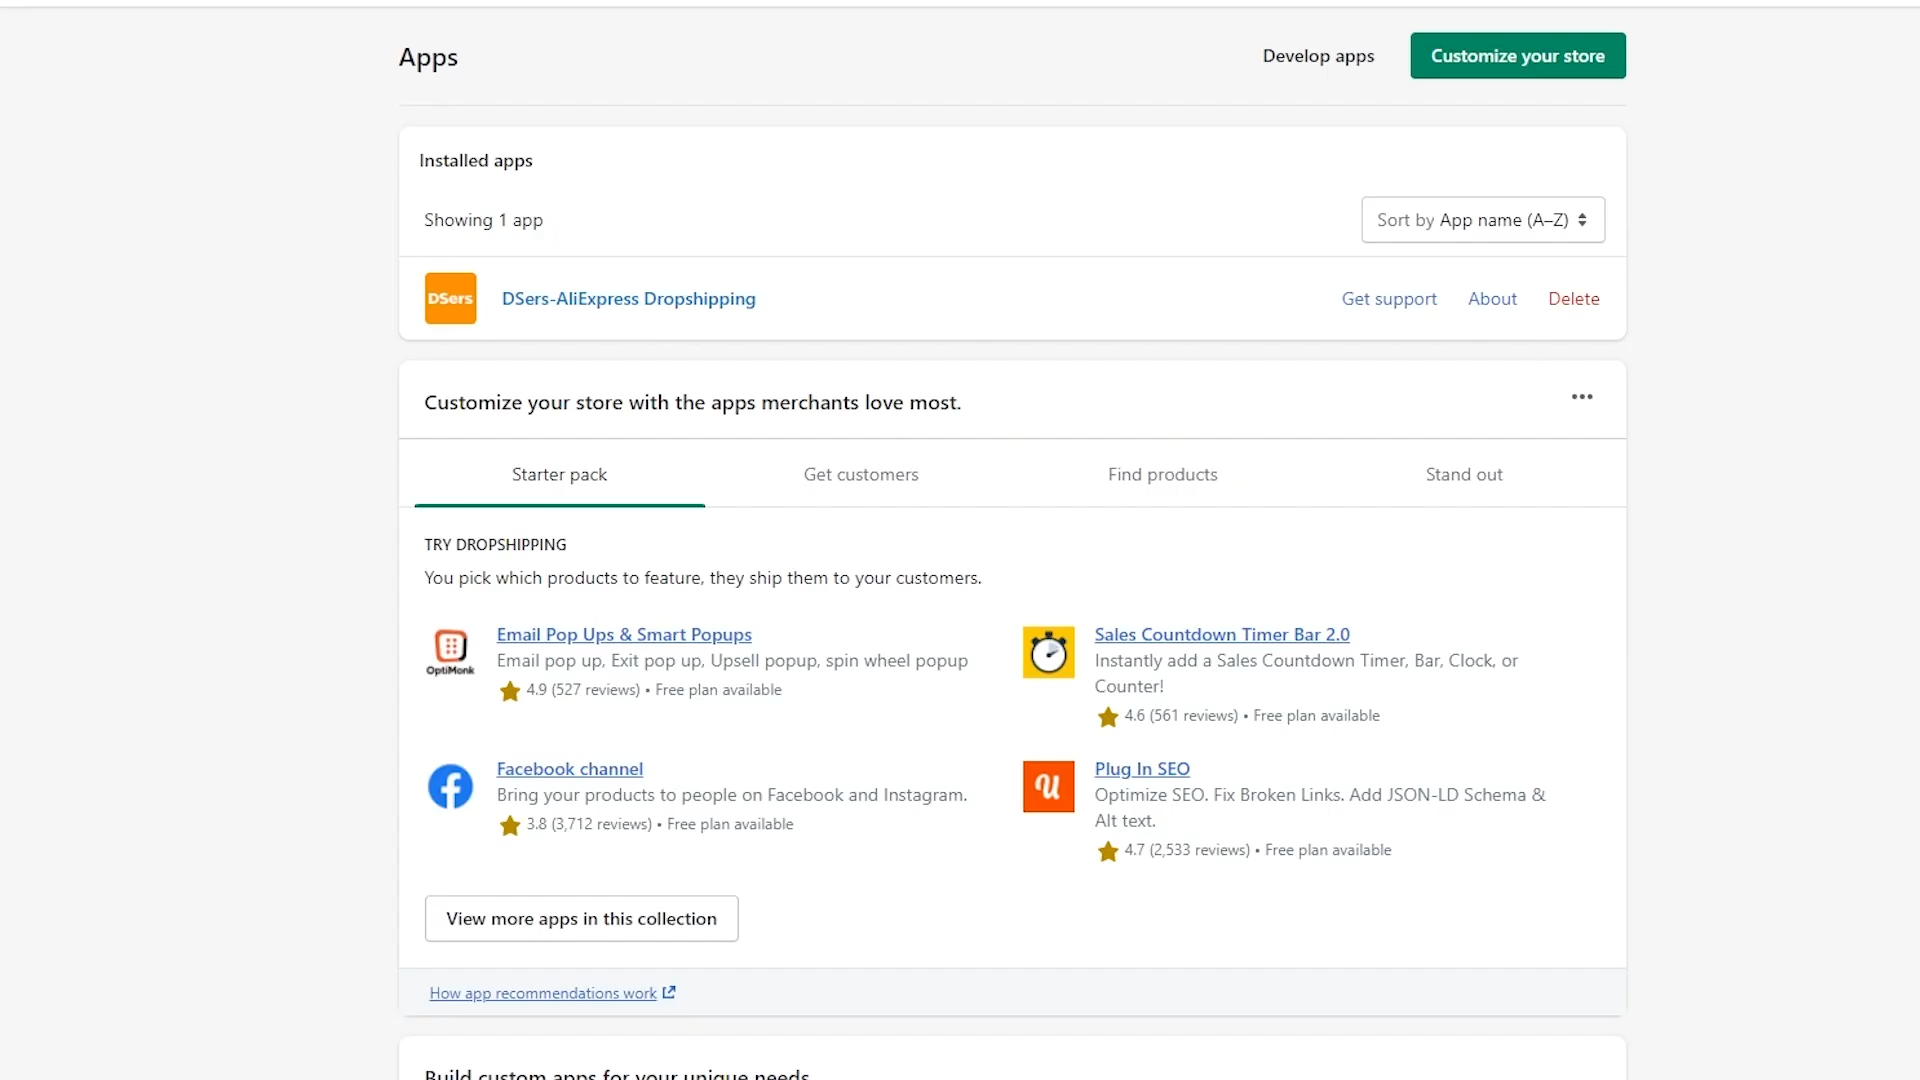 Apps
Develop apps
Customize your store
Installed apps
Showing 1 app
Sort by App name (A–Z)
DSers
DSers-AliExpress Dropshipping
Get support
About
Delete
Customize your store with the apps merchants love most.
Starter pack
Get customers
Find products
Stand out
TRY DROPSHIPPING
You pick which products to feature, they ship them to your customers.
OptiMonk
Email Pop Ups & Smart Popups
Email pop up, Exit pop up, Upsell popup, spin wheel popup
4.9 (527 reviews) • Free plan available
Sales Countdown Timer Bar 2.0
Instantly add a Sales Countdown Timer, Bar, Clock, or
Counter!
4.6 (561 reviews) • Free plan available
Facebook channel
Bring your products to people on Facebook and Instagram.
3.8 (3,712 reviews) • Free plan available
Plug In SEO
Optimize SEO. Fix Broken Links. Add JSON-LD Schema &
Alt text.
4.7 (2,533 reviews) • Free plan available
View more apps in this collection
How app recommendations work
Build custom apps for your unique needs